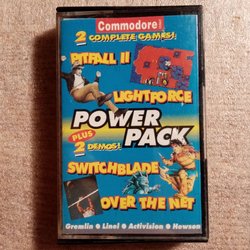 Commodore
2 COMPLETE GAMES!
PITFALL II
LIGHTFORCE
POWER
PLUS PACK
2 DEMOS!
SWITCHBLADE
OVER THE NET
Gremlin • Linel • Activision • Hewson